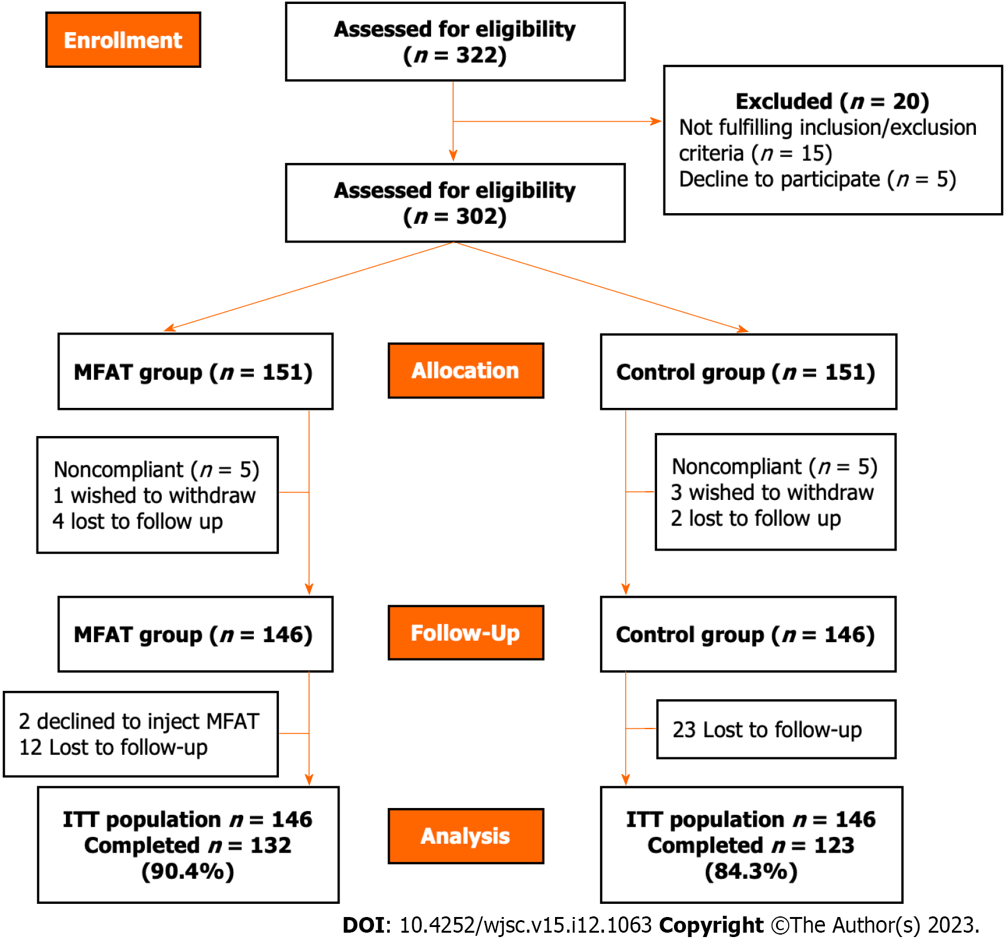 Enrollment
Assessed for eligibility
(n = 322)
Excluded (n = 20)
Not fulfilling inclusion/exclusion
criteria (n = 15)
Decline to participate (n = 5)
Assessed for eligibility
(n = 302)
MFAT group (n = 151)
Allocation
Control group (n = 151)
Noncompliant (n = 5)
1 wished to withdraw
4 lost to follow up
Noncompliant (n = 5)
3 wished to withdraw
2 lost to follow up
MFAT group (n = 146)
Follow-Up
Control group (n = 146)
2 declined to inject MFAT
12 Lost to follow-up
23 Lost to follow-up
ITT population n = 146
Completed n = 132
(90.4%)
Analysis
ITT population n = 146
Completed n = 123
(84.3%)
DOI: 10.4252/wjsc.v15.i12.1063 Copyright ©The Author(s) 2023.